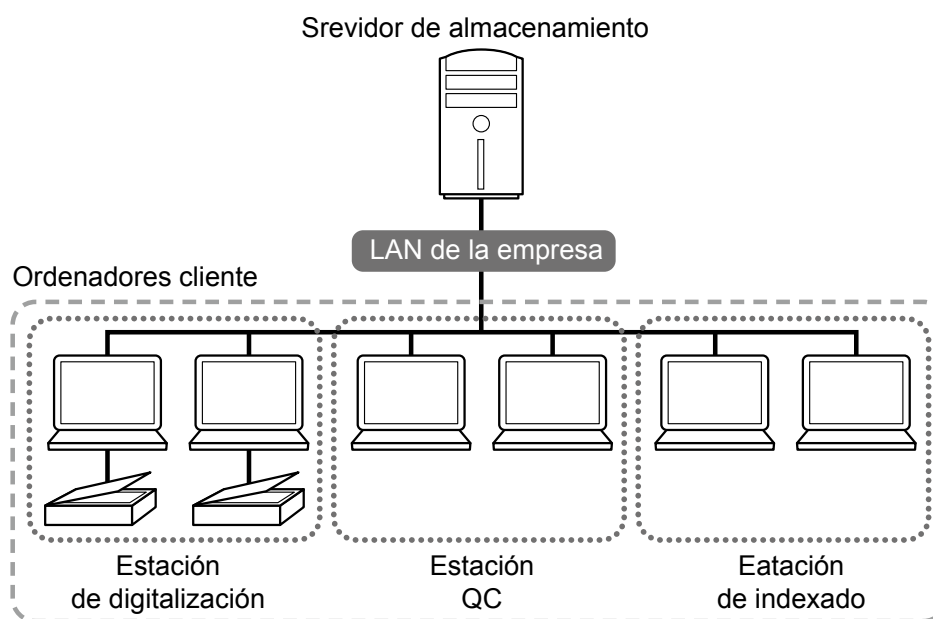 Srevidor de almacenamiento
LAN de la empresa
Ordenadores cliente
Estación
de digitalización
Estación
QC
Eatación
de indexado